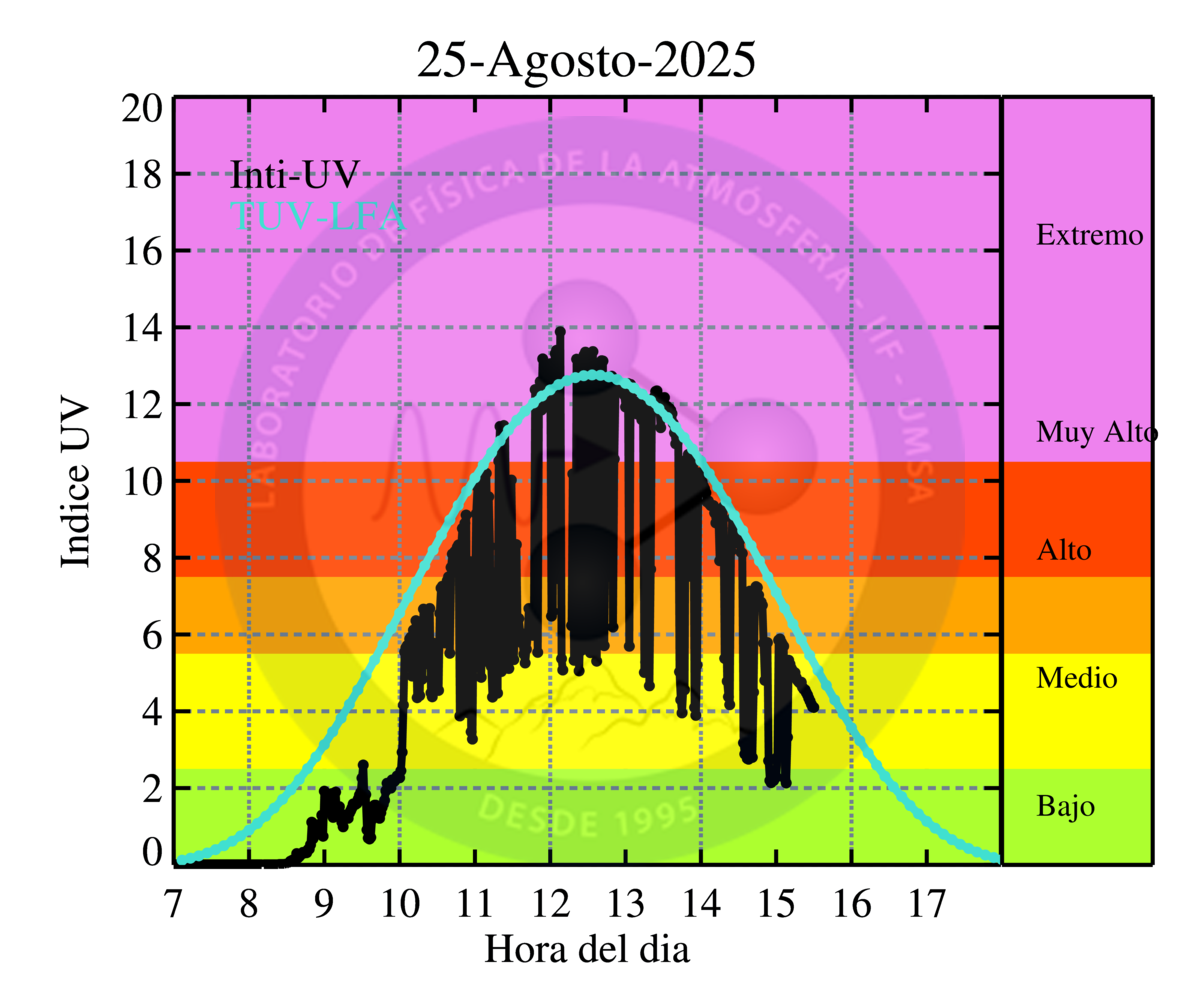 25-Agosto-2025
20
18
16
14
12
10
8
6
4
2
0
Indice UV
Inti-UV
TUV-LFA
LABORATORIO DE FÍSICA DE LA ATMÓSFERA - IIF - UMSA
DESDE 1995
Extremo
Muy Alto
Alto
Medio
Bajo
7 8 9 10 11 12 13 14 15 16 17
Hora del dia